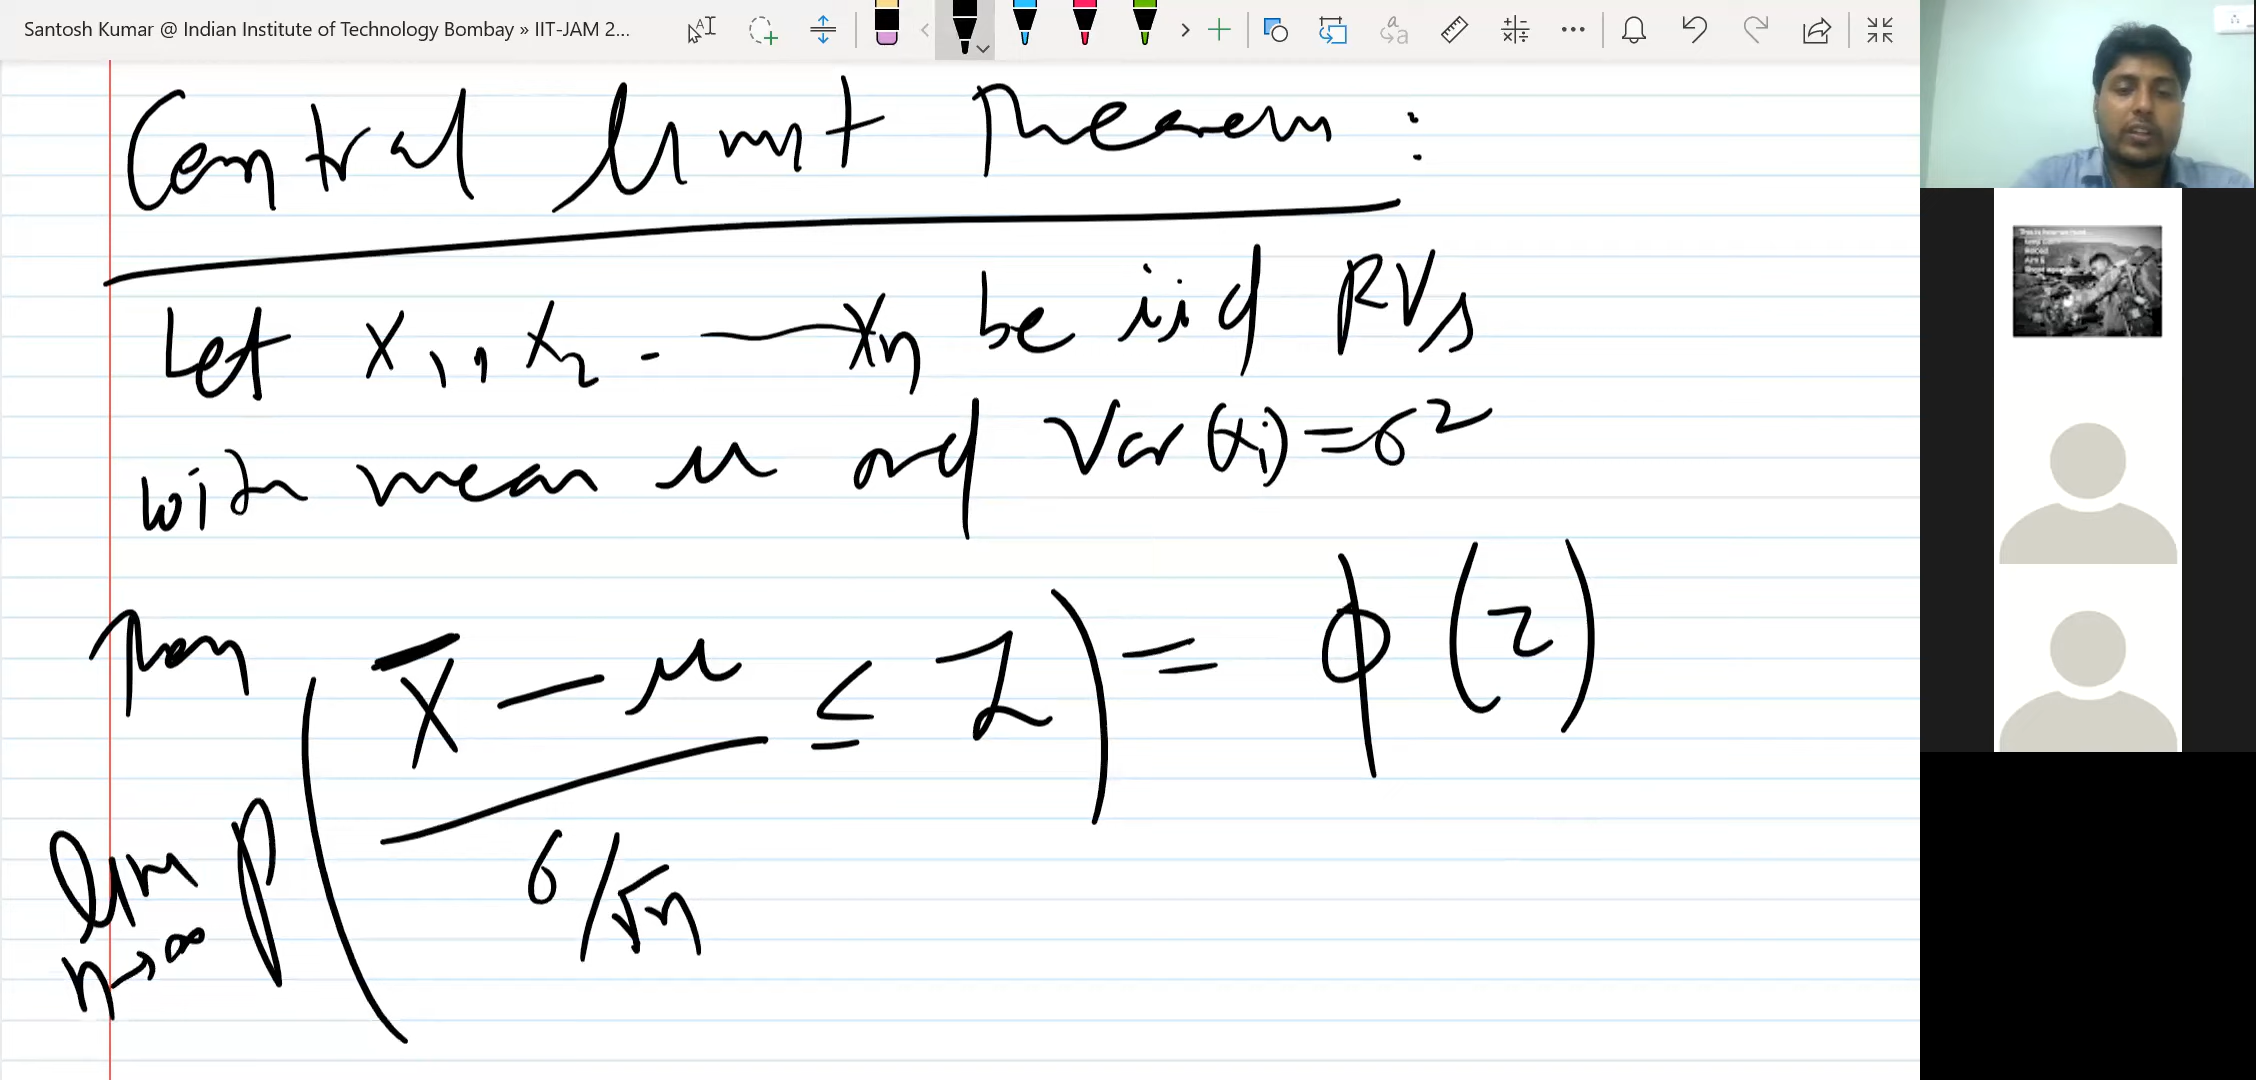 Santosh Kumar @ Indian Institute of Technology Bombay » IIT-JAM 2...
Central limit Theorem :
Let X1, X2 - — Xn be iid RVs
with mean μ and Var(Xi) = σ²
Then
lim n→∞ P( (X̄ - μ)/(σ/√n) ≤ Z ) = ϕ(z)